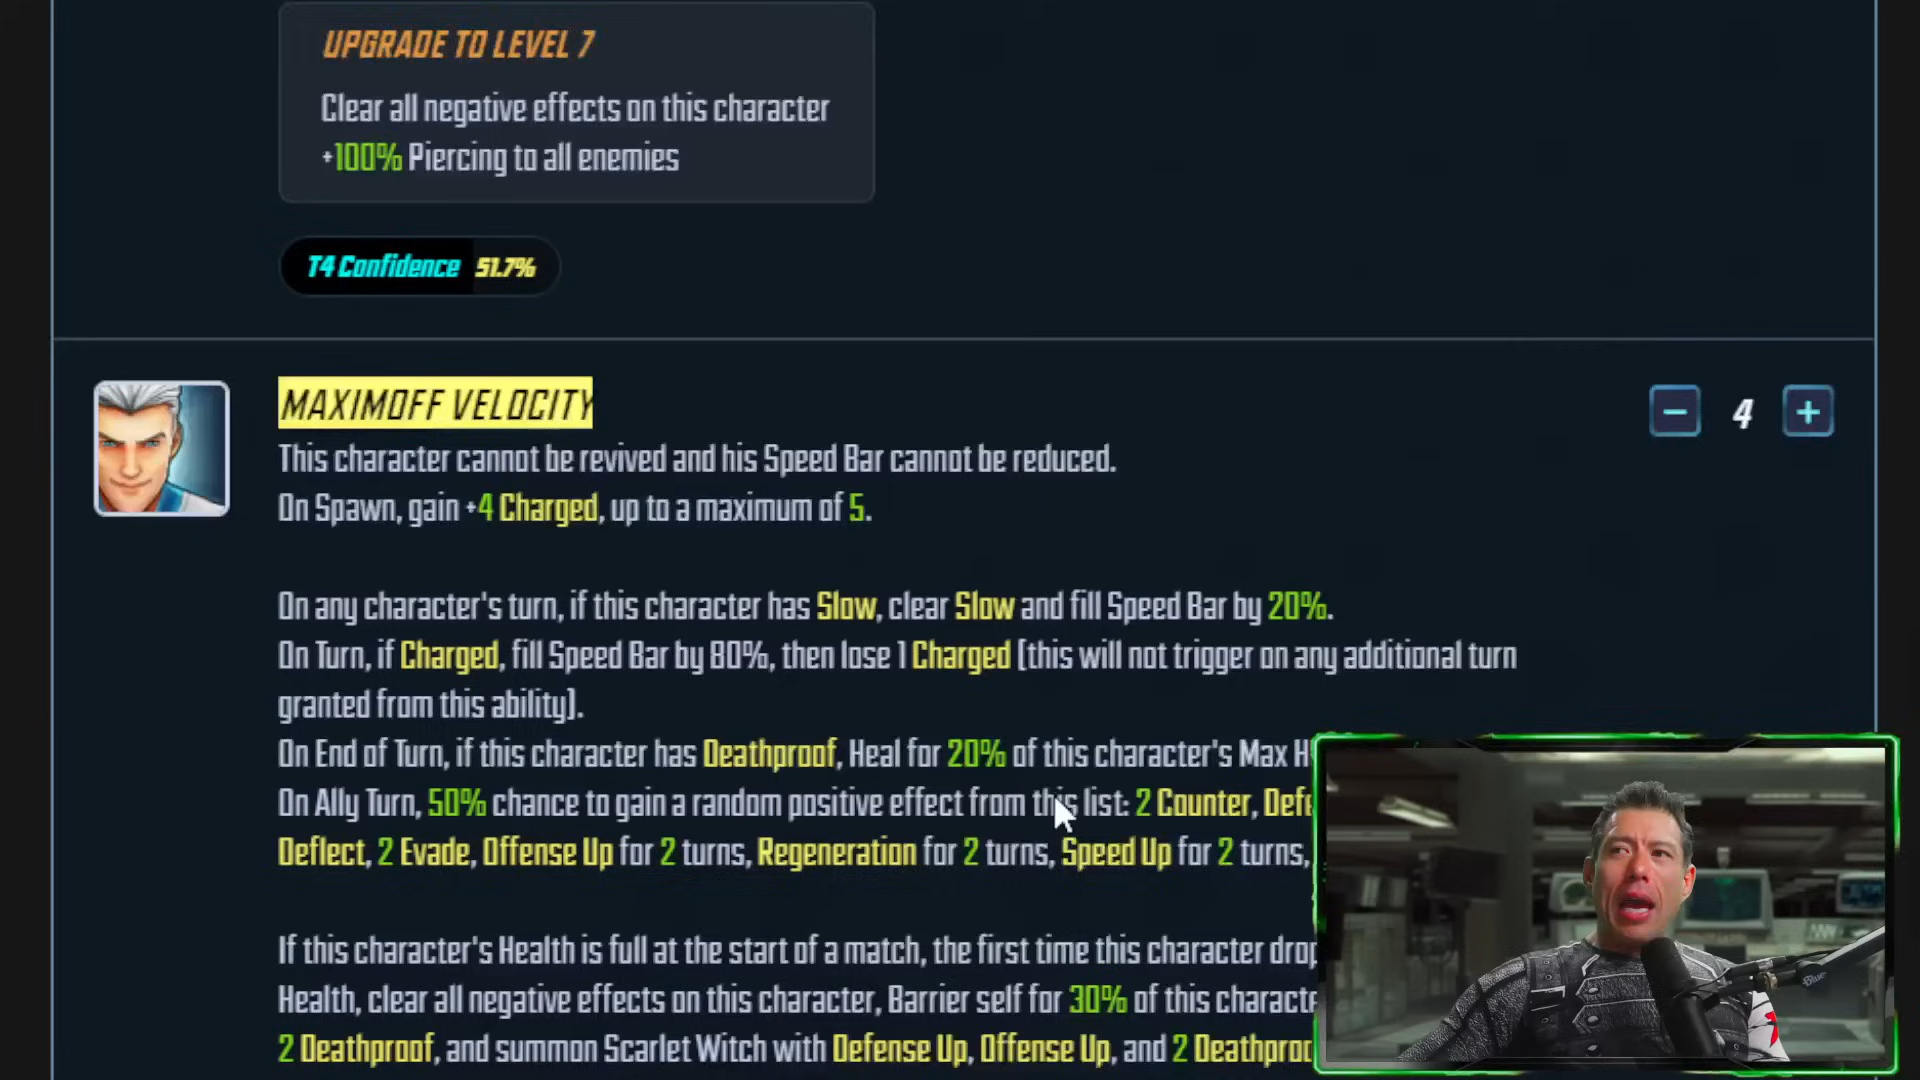 UPGRADE TO LEVEL 7
Clear all negative effects on this character
+100% Piercing to all enemies
T4 Confidence 51.7%
MAXIMOFF VELOCITY
4
This character cannot be revived and his Speed Bar cannot be reduced.
On Spawn, gain +4 Charged, up to a maximum of 5.
On any character's turn, if this character has Slow, clear Slow and fill Speed Bar by 20%.
On Turn, if Charged, fill Speed Bar by 80%, then lose 1 Charged (this will not trigger on any additional turn
granted from this ability).
On End of Turn, if this character has Deathproof, Heal for 20% of this character's Max
On Ally Turn, 50% chance to gain a random positive effect from this list: 2 Counter,
Deflect, 2 Evade, Offense Up for 2 turns, Regeneration for 2 turns, Speed Up for 2 turns,
If this character's Health is full at the start of a match, the first time this character
Health, clear all negative effects on this character, Barrier self for 30% of this
2 Deathproof, and summon Scarlet Witch with Defense Up, Offense Up, and 2